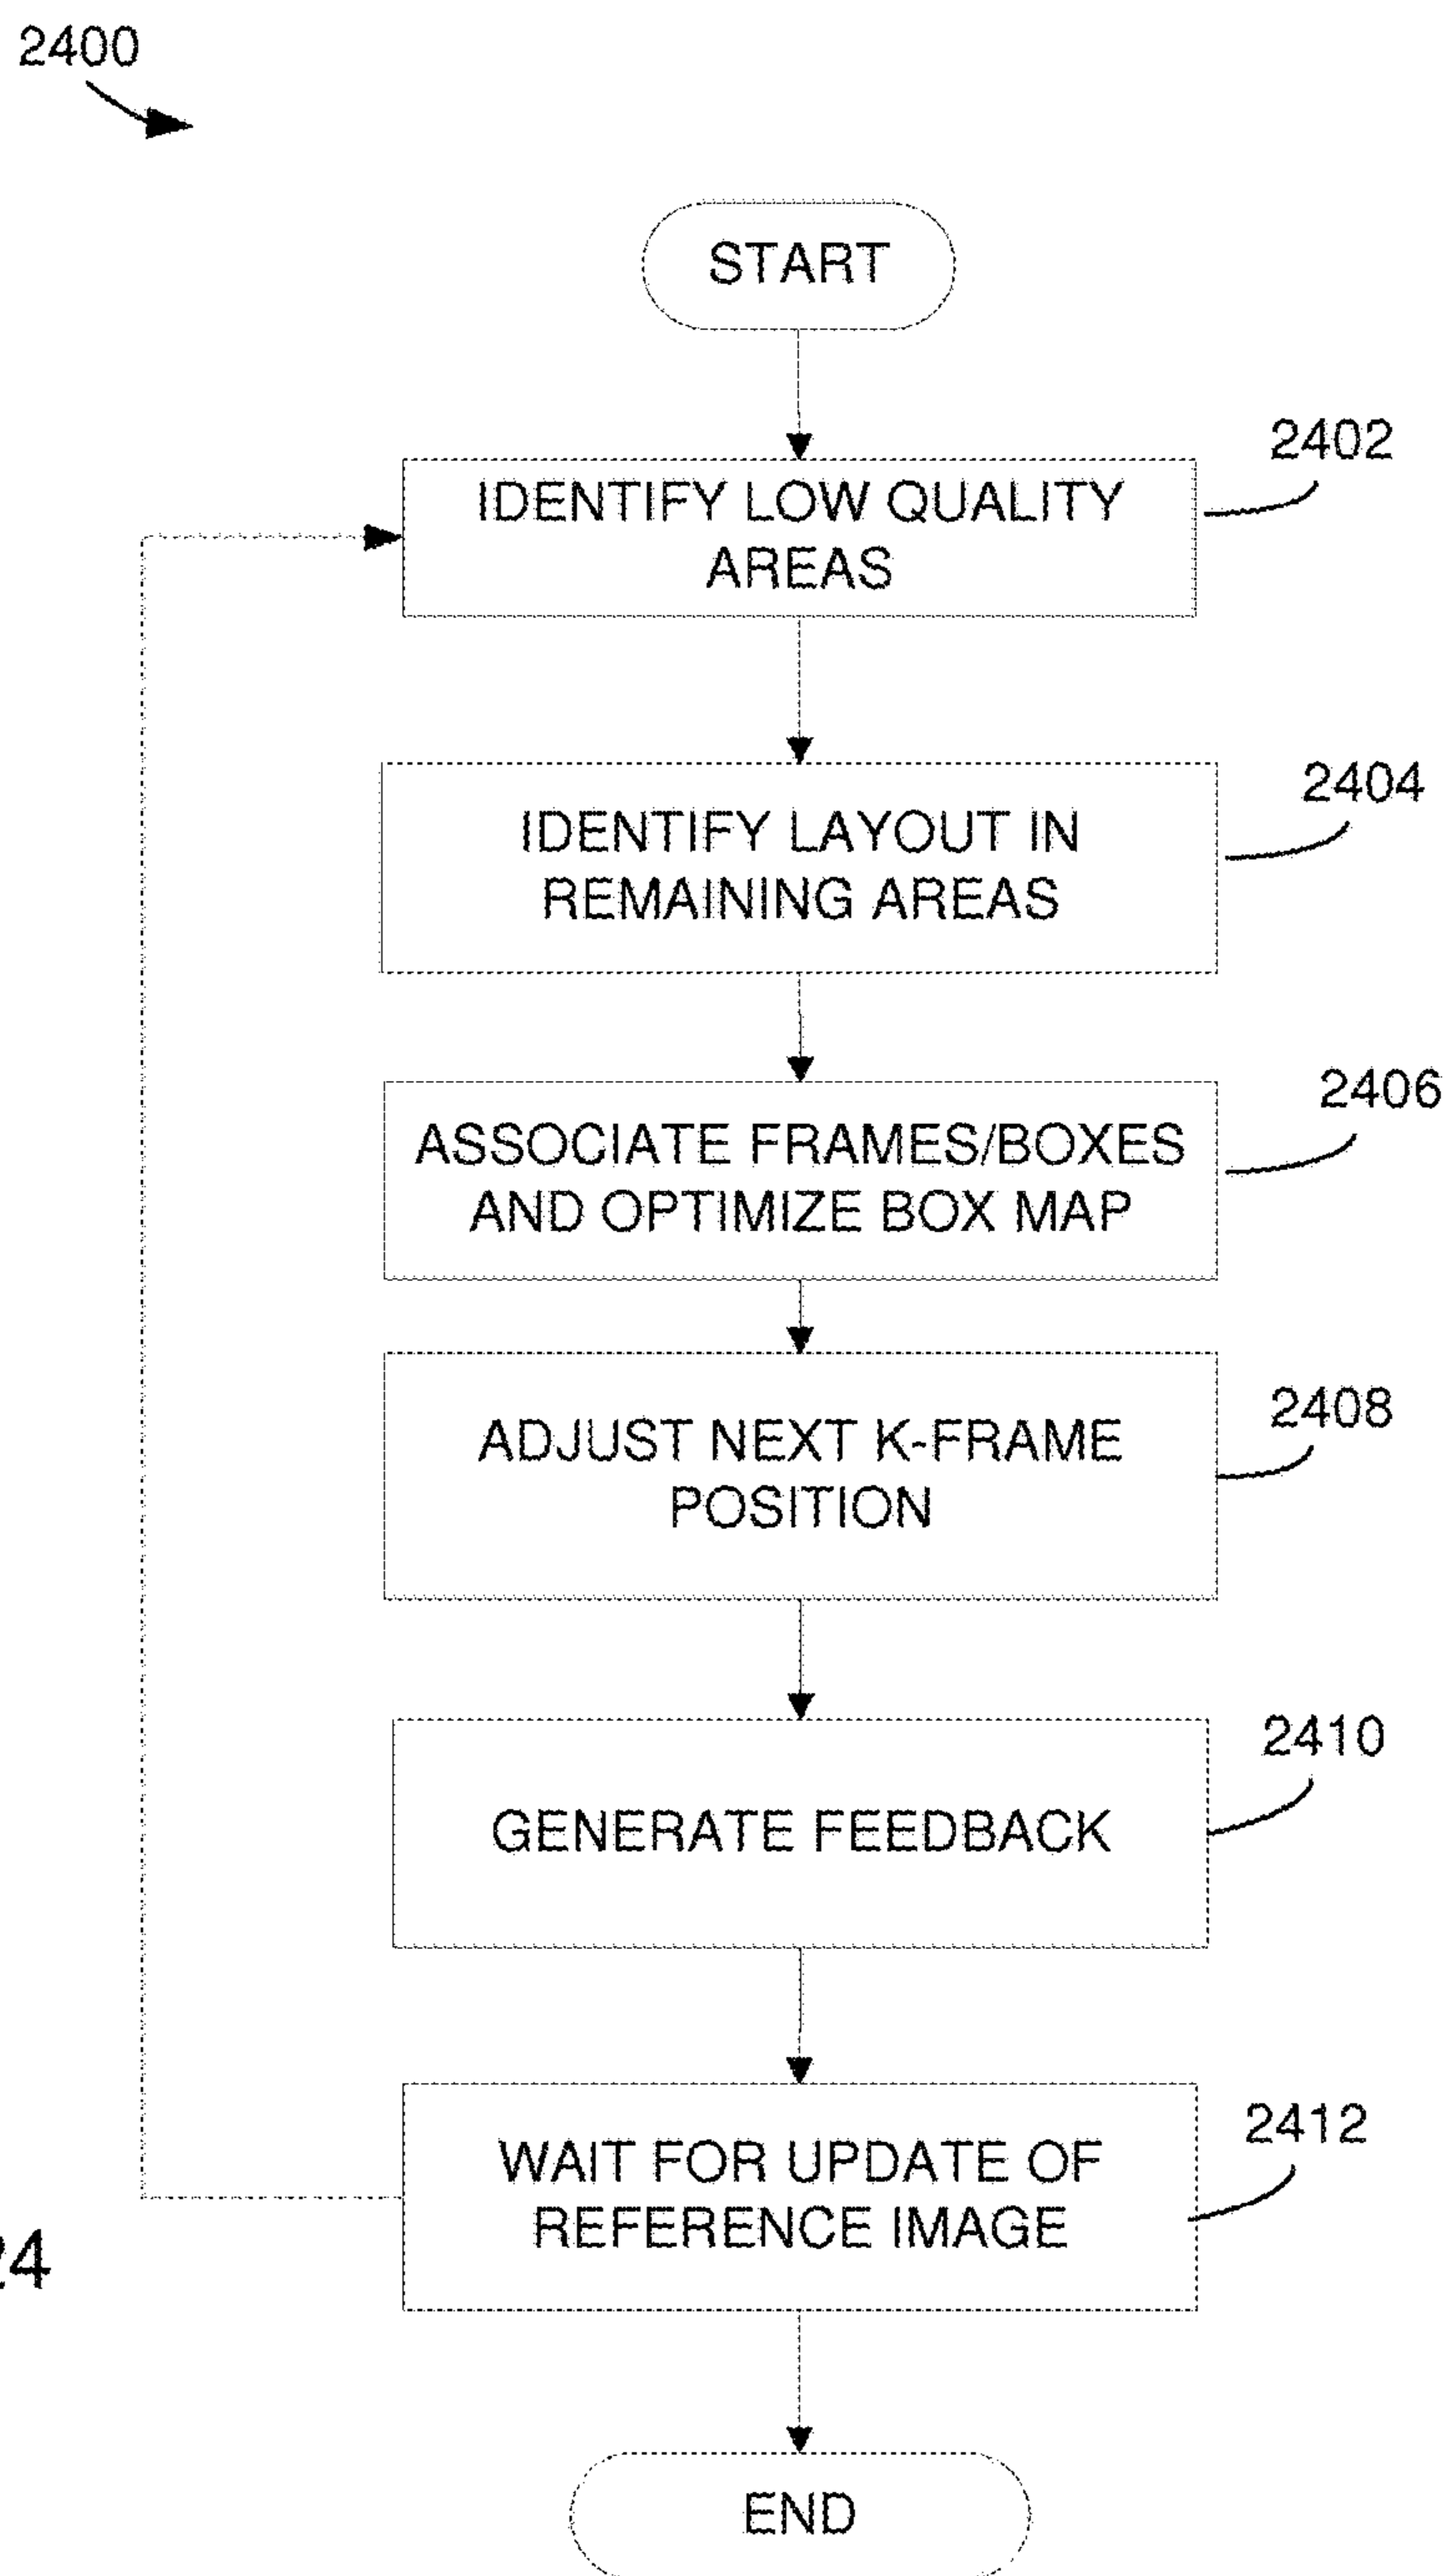 2400
START
2402
IDENTIFY LOW QUALITY
AREAS
2404
IDENTIFY LAYOUT IN
REMAINING AREAS
2406
ASSOCIATE FRAMES/BOXES
AND OPTIMIZE BOX MAP
2408
ADJUST NEXT K-FRAME
POSITION
2410
GENERATE FEEDBACK
2412
WAIT FOR UPDATE OF
REFERENCE IMAGE
24
END